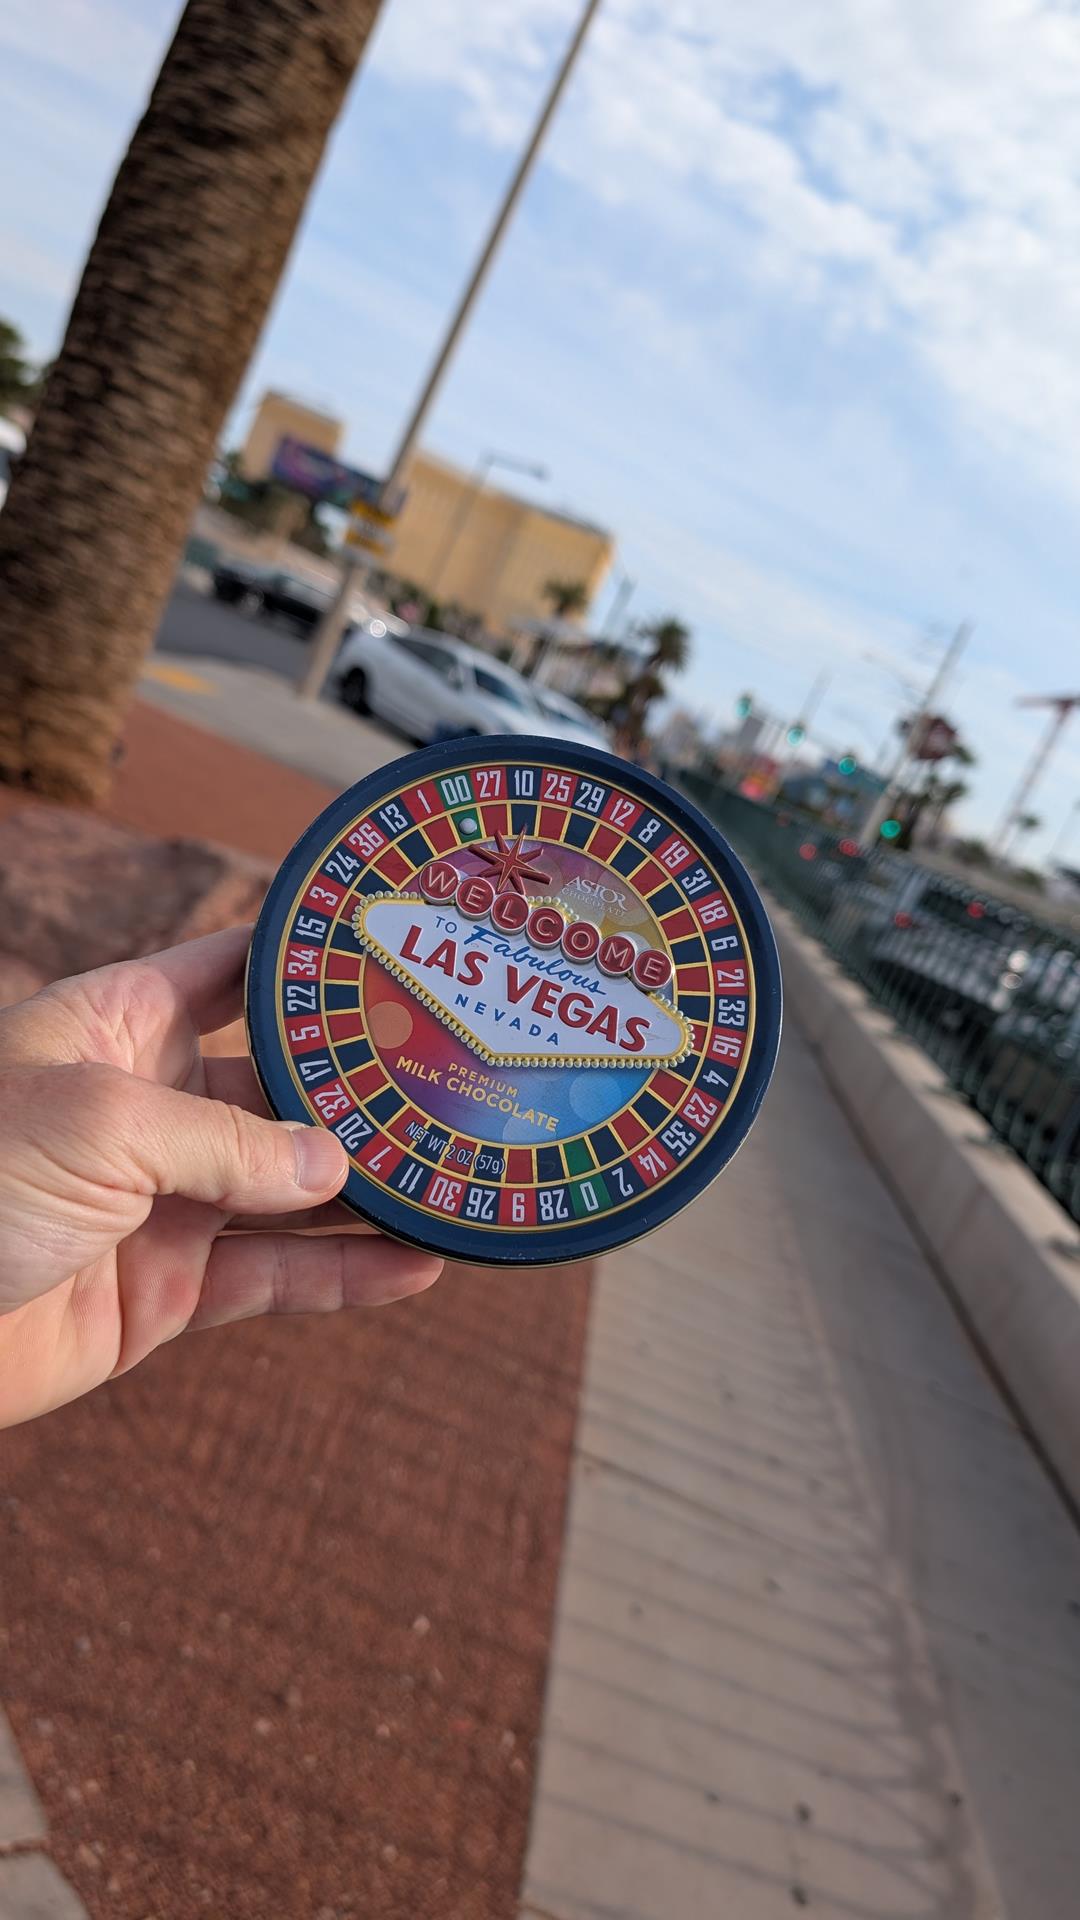 00 27 10 25 29 12 8 19 31 18 6 21 33 16 4 23 35 14 2 0 28 9 26 30 11 7 20 32 17 5 22 34 15 3 24 36 13 1
ASTOR
CHOCOLATE
WELCOME
TO Fabulous
LAS VEGAS
NEVADA
PREMIUM
MILK CHOCOLATE
NET WT 2 OZ (57g)